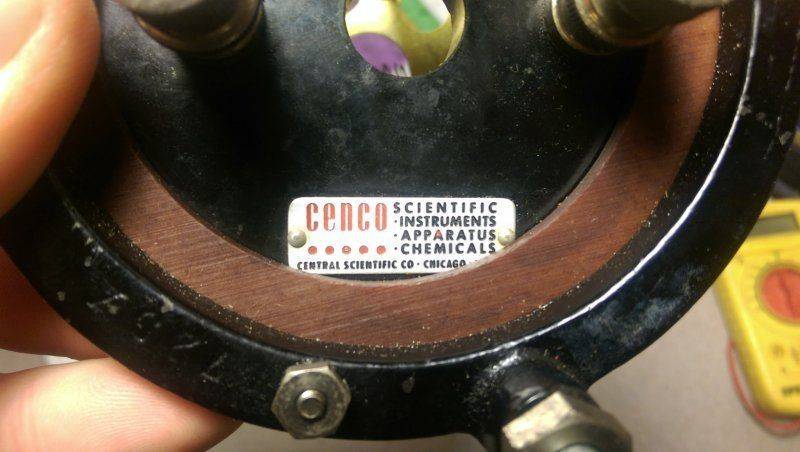 cenco
SCIENTIFIC
·INSTRUMENTS
·APPARATUS
·CHEMICALS
CENTRAL SCIENTIFIC CO · CHICAGO